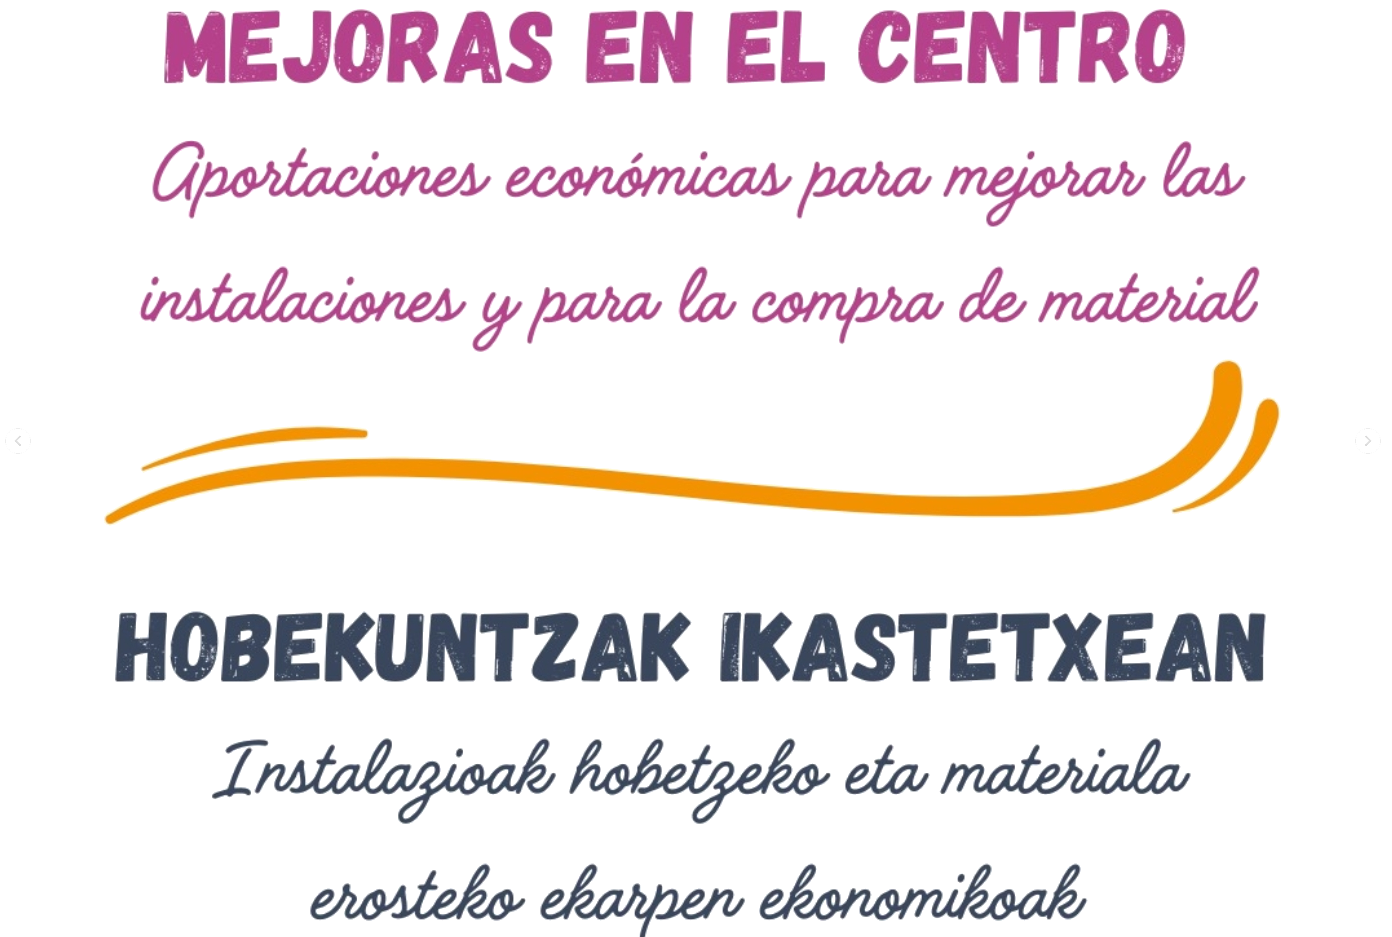 MEJORAS EN EL CENTRO
Aportaciones económicas para mejorar las
instalaciones y para la compra de material
HOBEKUNTZAK IKASTETXEAN
Instalazioak hobetzeko eta materiala
erosteko ekarpen ekonomikoak